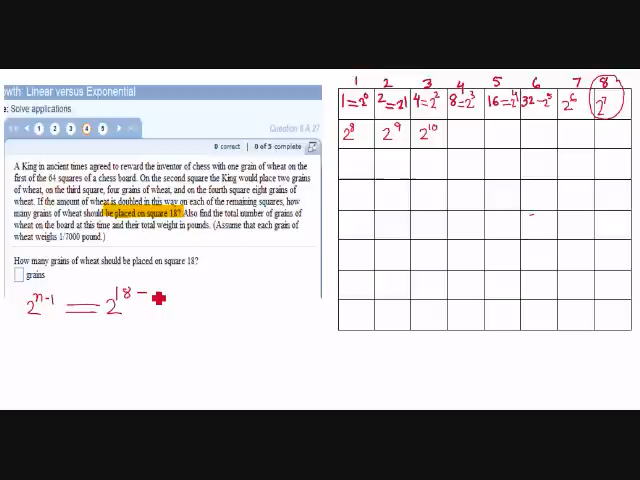 owth: Linear versus Exponential
e: Solve applications
1 2 3 4 5 Question 8.A.27
0 correct 0 of 5 complete
A King in ancient times agreed to reward the inventor of chess with one grain of wheat on the
first of the 64 squares of a chess board. On the second square the King would place two grains
of wheat, on the third square, four grains of wheat, and on the fourth square eight grains of
wheat. If the amount of wheat is doubled in this way on each of the remaining squares, how
many grains of wheat should be placed on square 18? Also find the total number of grains of
wheat on the board at this time and their total weight in pounds. (Assume that each grain of
wheat weighs 1/7000 pound.)
How many grains of wheat should be placed on square 18?
grains
2^n-1 = 2^18-
1 2 3 4 5 6 7 8
1=2^0 2=2^1 4=2^2 8=2^3 16=2^4 32=2^5 2^6 2^7
2^8 2^9 2^10